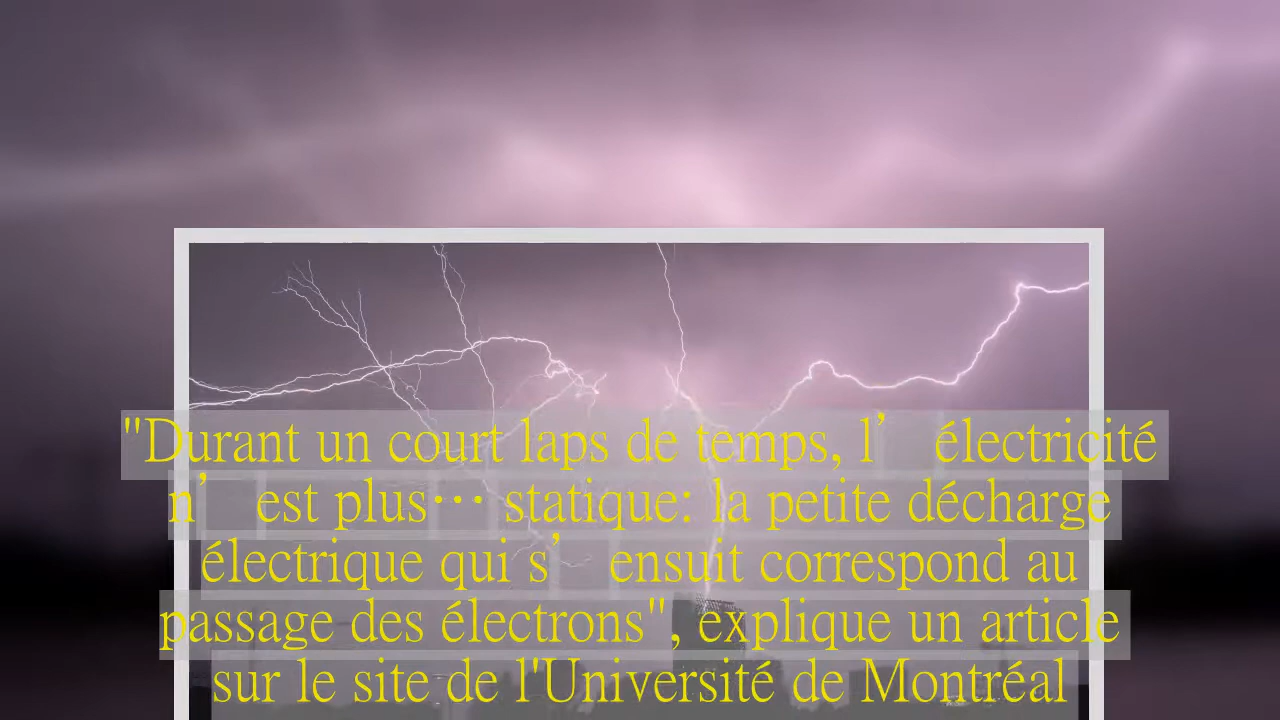 "Durant un court laps de temps, l’ électricité
n’ est plus… statique: la petite décharge
électrique qui s’ ensuit correspond au
passage des électrons", explique un article
sur le site de l'Université de Montréal